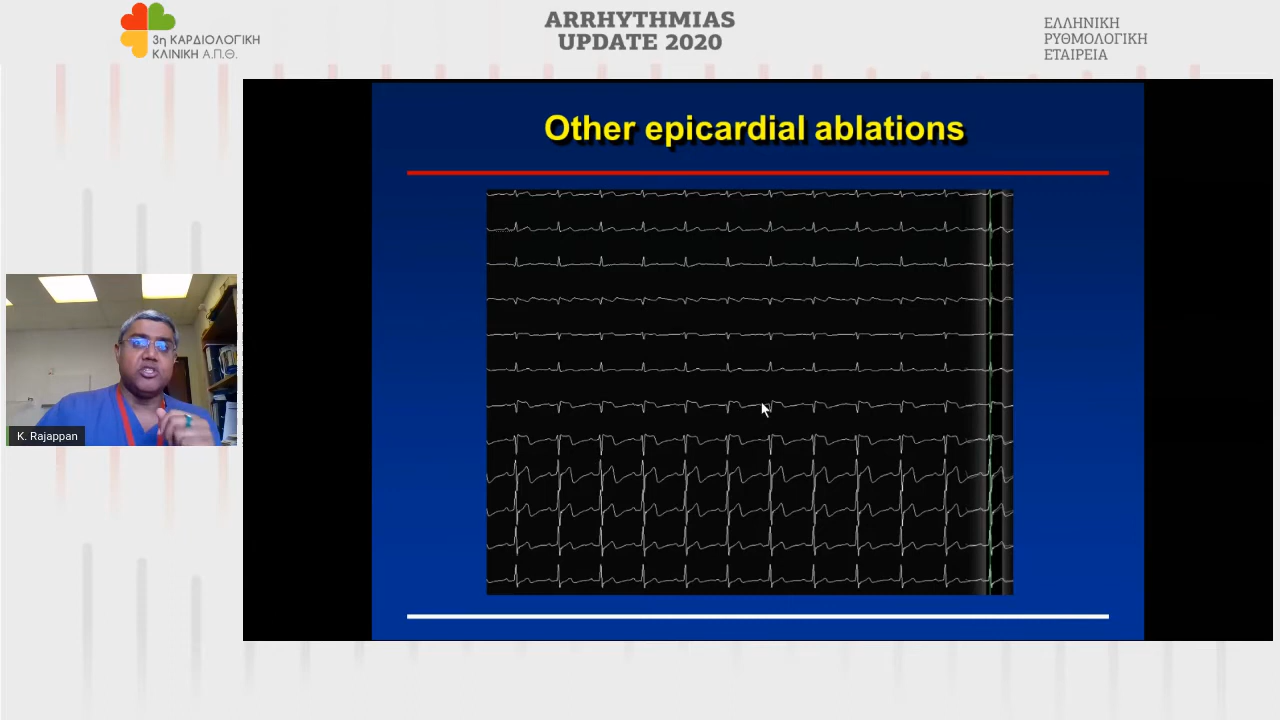 3η ΚΑΡΔΙΟΛΟΓΙΚΗ
ΚΛΙΝΙΚΗ Α.Π.Θ.
ARRHYTHMIAS
UPDATE 2020
ΕΛΛΗΝΙΚΗ
ΡΥΘΜΟΛΟΓΙΚΗ
ΕΤΑΙΡΕΙΑ
Other epicardial ablations
K. Rajappan